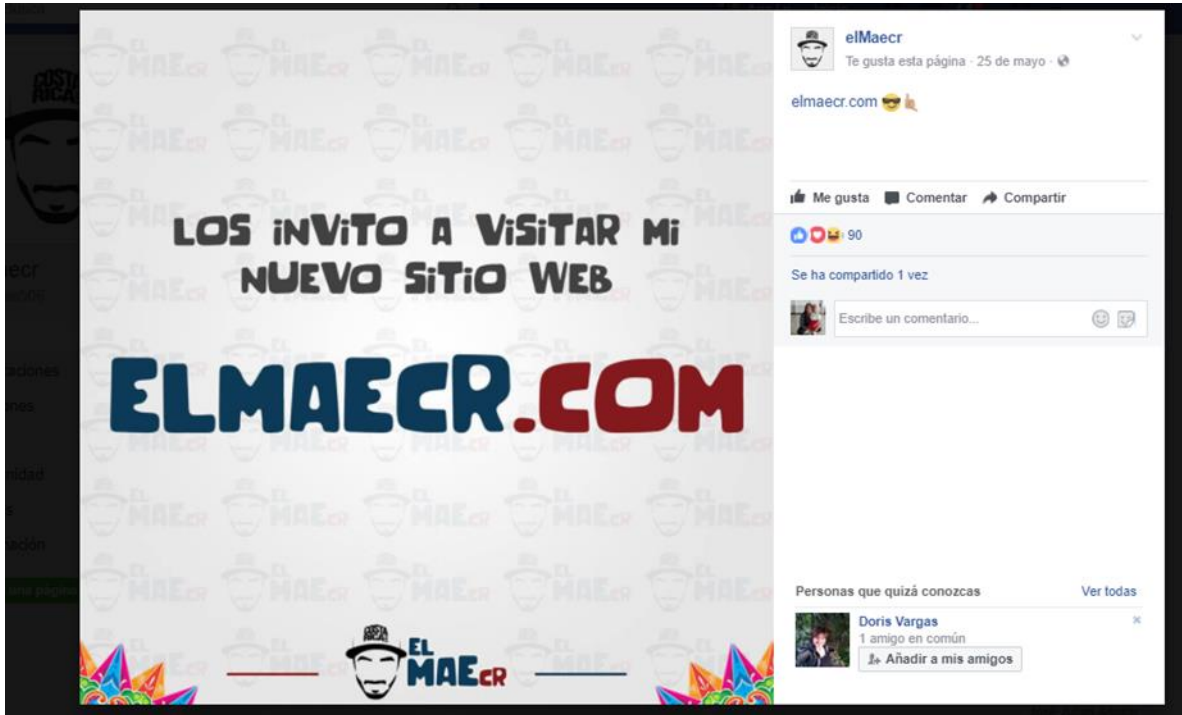 LOS iNViTO A ViSiTAR Mi
NUEVO SiTiO WEB
ELMAECR.COM
COSTA
RICA
EL
MAEcR
elMaecr
Te gusta esta página · 25 de mayo ·
elmaecr.com
Me gusta Comentar Compartir
90
Se ha compartido 1 vez
Escribe un comentario...
Personas que quizá conozcas Ver todas
Doris Vargas
1 amigo en común
Añadir a mis amigos